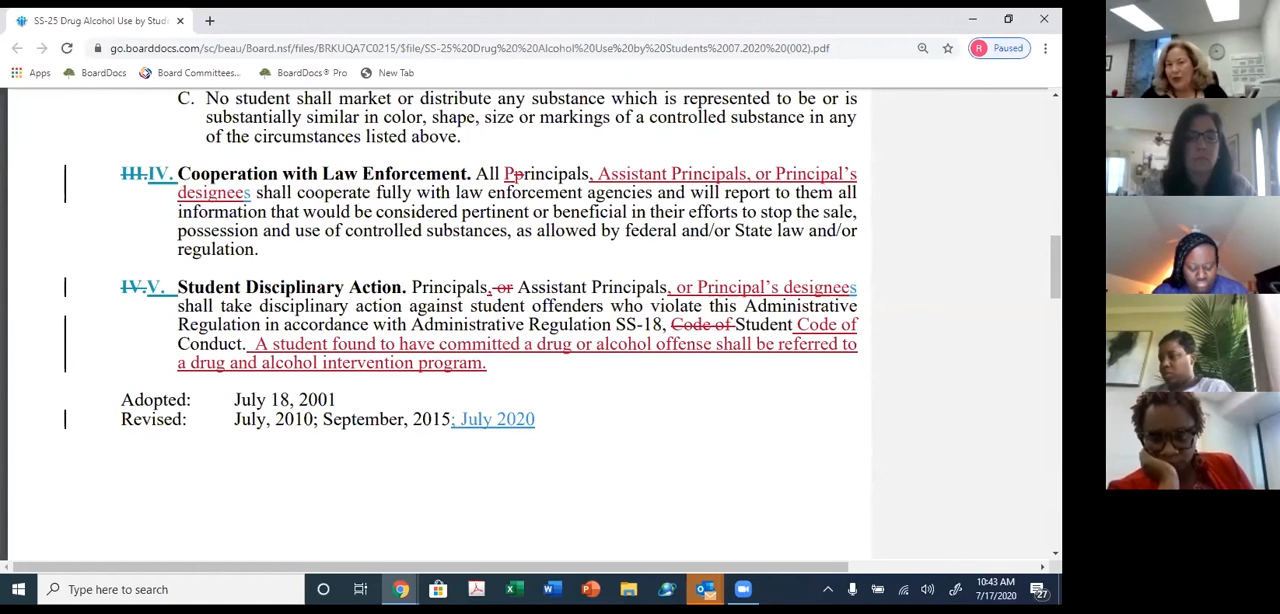 SS-25 Drug Alcohol Use by Stude
go.boarddocs.com/sc/beau/Board.nsf/files/BRKUQA7C0215/$file/SS-25%20Drug%20%20Alcohol%20Use%20by%20Students%2007.2020%20(002).pdf
R Paused
Apps BoardDocs Board Committees... BoardDocs® Pro New Tab
C. No student shall market or distribute any substance which is represented to be or is
substantially similar in color, shape, size or markings of a controlled substance in any
of the circumstances listed above.
III.IV. Cooperation with Law Enforcement. All Pprincipals, Assistant Principals, or Principal's
designees shall cooperate fully with law enforcement agencies and will report to them all
information that would be considered pertinent or beneficial in their efforts to stop the sale,
possession and use of controlled substances, as allowed by federal and/or State law and/or
regulation.
IV.V. Student Disciplinary Action. Principals, or Assistant Principals, or Principal's designees
shall take disciplinary action against student offenders who violate this Administrative
Regulation in accordance with Administrative Regulation SS-18, Code of Student Code of
Conduct. A student found to have committed a drug or alcohol offense shall be referred to
a drug and alcohol intervention program.
Adopted: July 18, 2001
Revised: July, 2010; September, 2015; July 2020
Type here to search
10:43 AM
7/17/2020
27